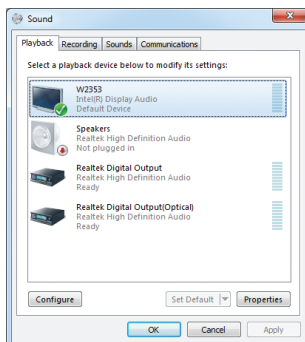 Sound
Playback Recording Sounds Communications
Select a playback device below to modify its settings:
W2353
Intel(R) Display Audio
Default Device
Speakers
Realtek High Definition Audio
Not plugged in
Realtek Digital Output
Realtek High Definition Audio
Ready
Realtek Digital Output(Optical)
Realtek High Definition Audio
Ready
Configure Set Default Properties
OK Cancel Apply